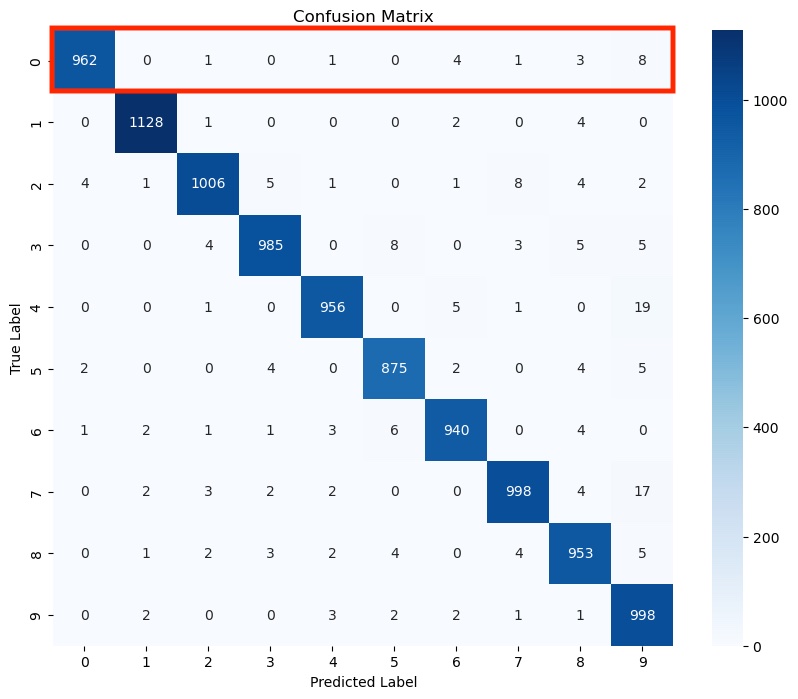 Confusion Matrix
0 962 0 1 0 1 0 4 1 3 8
1 0 1128 1 0 0 0 2 0 4 0
2 4 1 1006 5 1 0 1 8 4 2
3 0 0 4 985 0 8 0 3 5 5
4 0 0 1 0 956 0 5 1 0 19
5 2 0 0 4 0 875 2 0 4 5
6 1 2 1 1 3 6 940 0 4 0
7 0 2 3 2 2 0 0 998 4 17
8 0 1 2 3 2 4 0 4 953 5
9 0 2 0 0 3 2 2 1 1 998
0 1 2 3 4 5 6 7 8 9
Predicted Label
True Label
1000
800
600
400
200
0